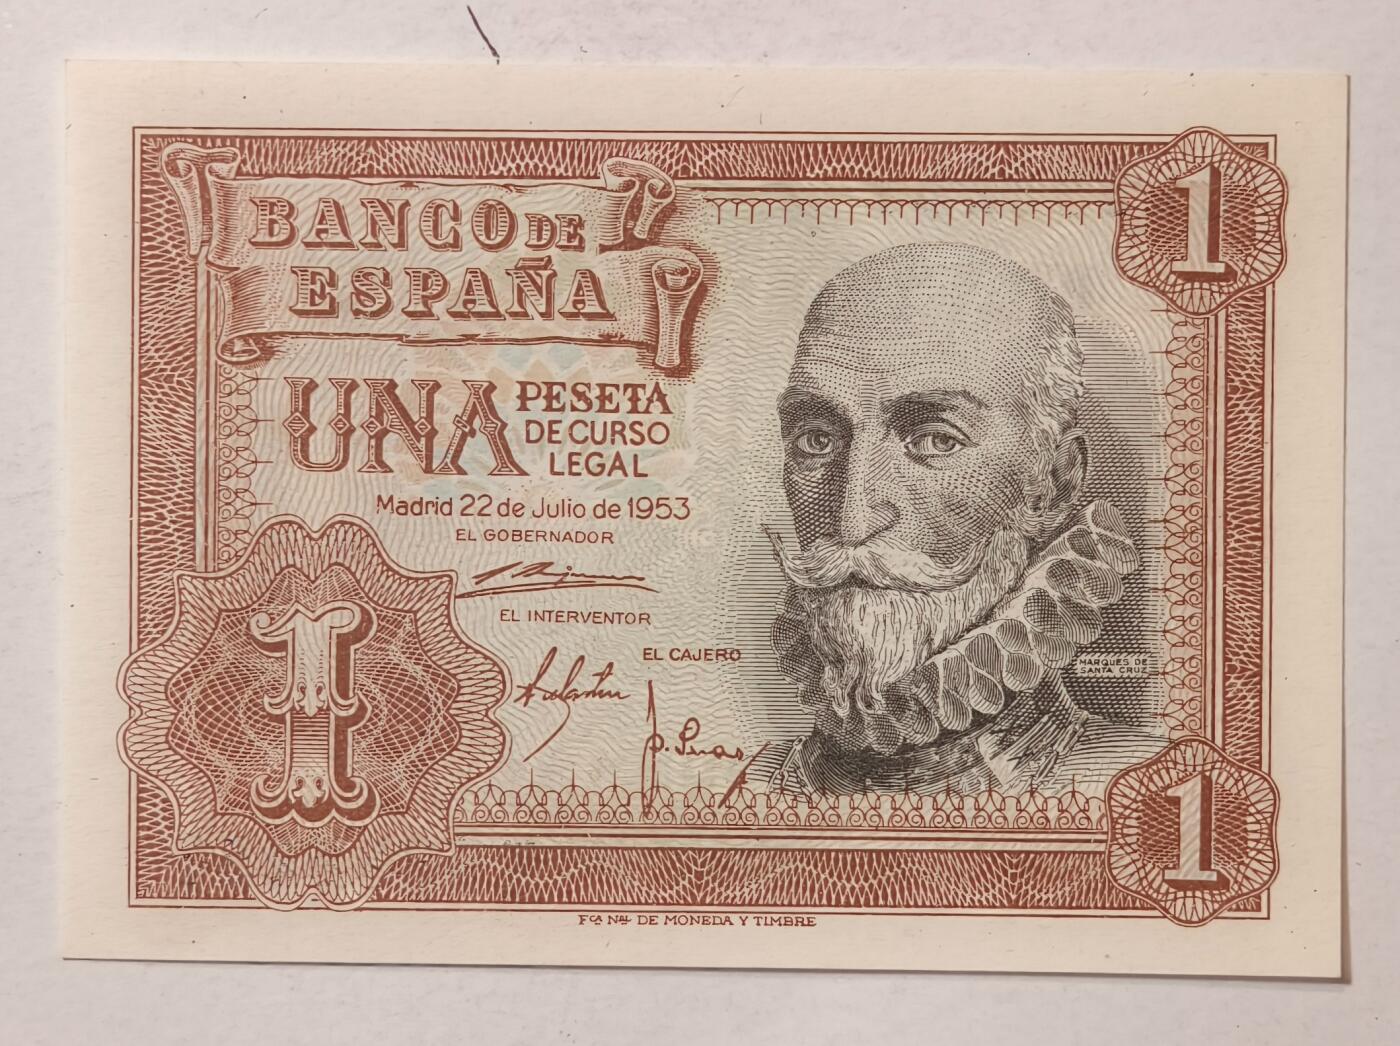 BANCO DE
ESPAÑA
UNA PESETA
DE CURSO
LEGAL
Madrid 22 de Julio de 1953
EL GOBERNADOR
EL INTERVENTOR
EL CAJERO
MARQUES DE
SANTA CRUZ
1
1
1
FCA NAL DE MONEDA Y TIMBRE